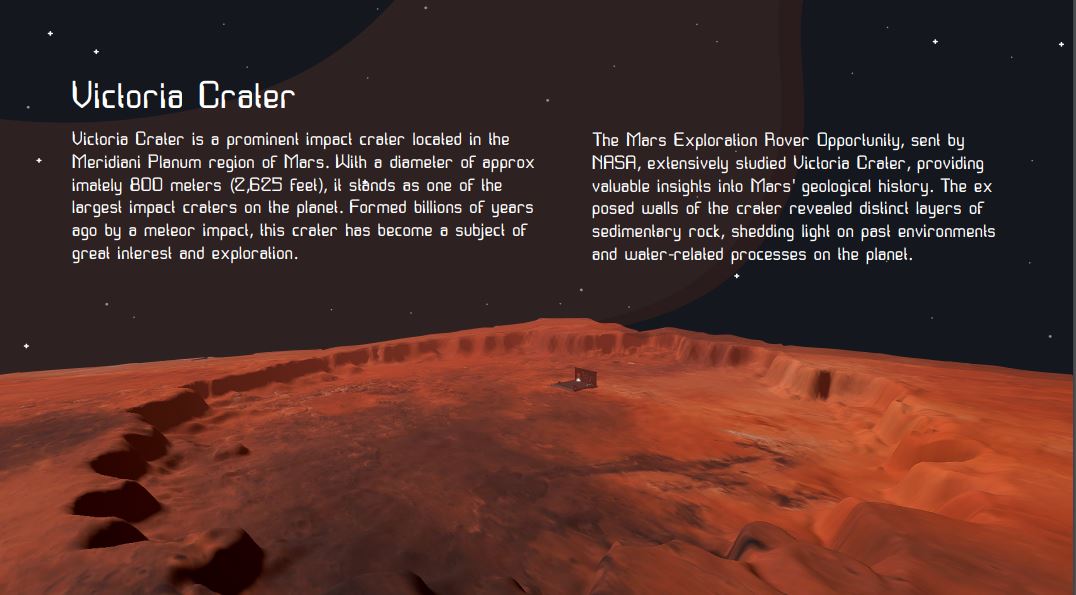 Victoria Crater
Victoria Crater is a prominent impact crater located in the
Meridiani Planum region of Mars. With a diameter of approx
imately 800 meters (2,625 feet), it stands as one of the
largest impact craters on the planet. Formed billions of years
ago by a meteor impact, this crater has become a subject of
great interest and exploration.
The Mars Exploration Rover Opportunity, sent by
NASA, extensively studied Victoria Crater, providing
valuable insights into Mars' geological history. The ex
posed walls of the crater revealed distinct layers of
sedimentary rock, shedding light on past environments
and water-related processes on the planet.